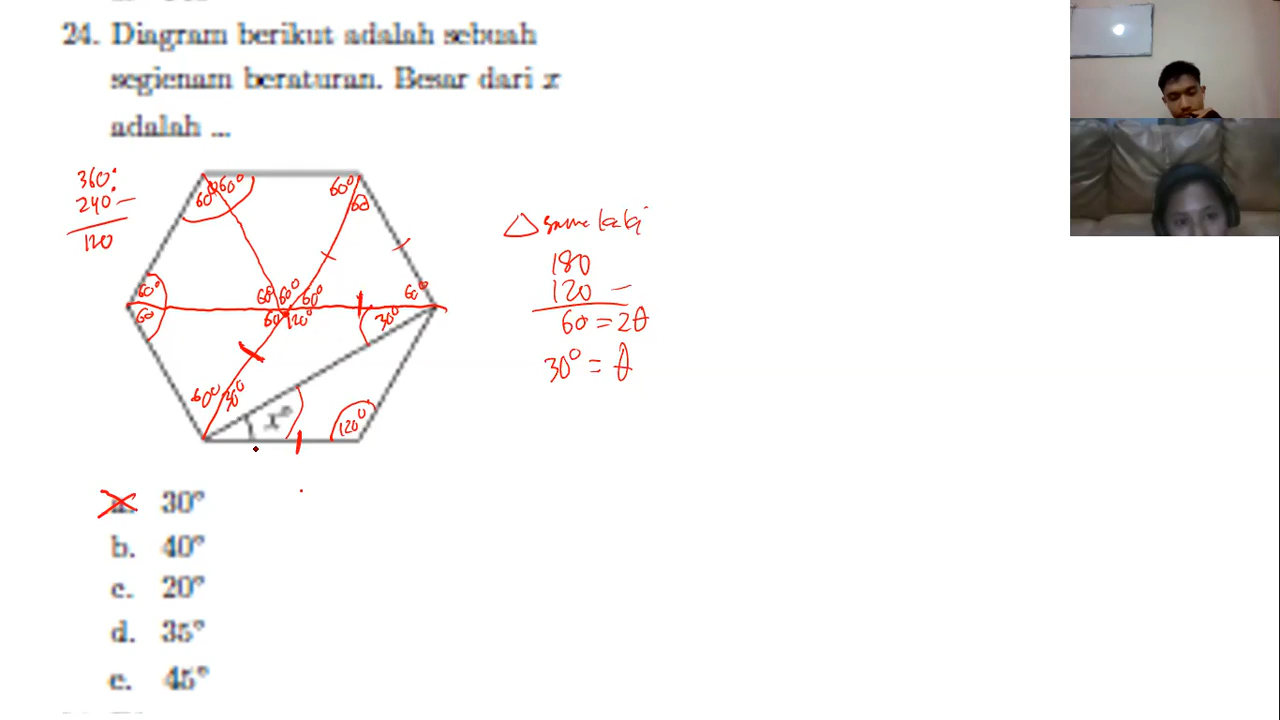 24. Diagram berikut adalah sebuah
segienam beraturan. Besar dari x
adalah ...
360°
240° -
120
60° 60°
60°
60
60°
60
60° 60° 60°
60 120°
60°
30°
60° 30°
x°
120°
△ sama kaki
180
120 -
60 = 2θ
30° = θ
a. 30°
b. 40°
c. 20°
d. 35°
e. 45°